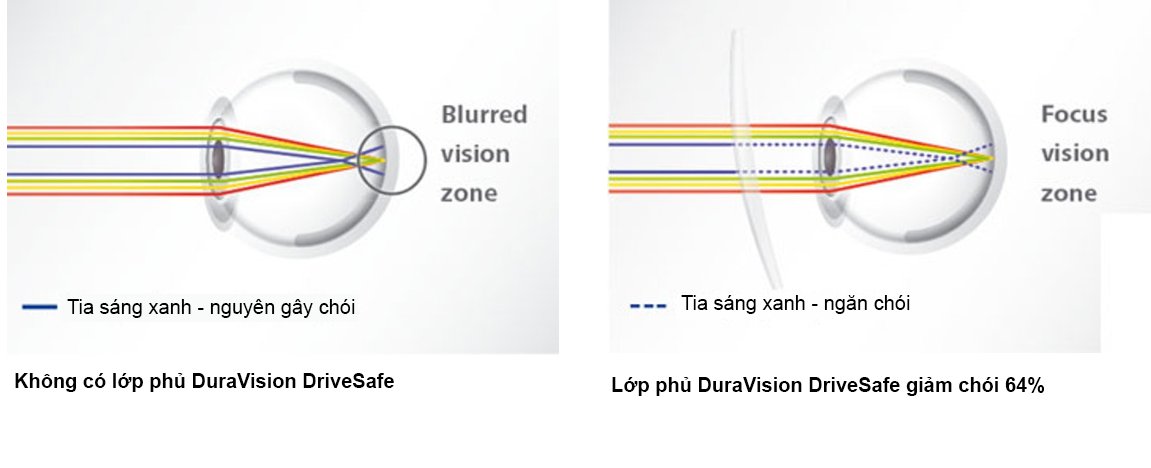 Blurred
vision
zone
Tia sáng xanh - nguyên gây chói
Không có lớp phủ DuraVision DriveSafe
Focus
vision
zone
Tia sáng xanh - ngăn chói
Lớp phủ DuraVision DriveSafe giảm chói 64%